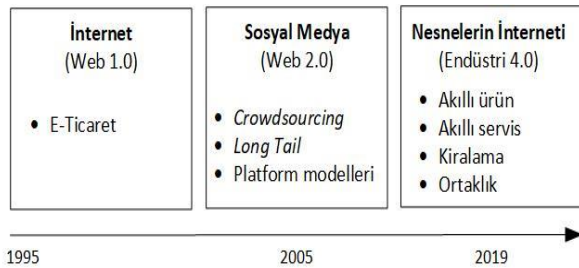 İnternet
(Web 1.0)
• E-Ticaret
Sosyal Medya
(Web 2.0)
• Crowdsourcing
• Long Tail
• Platform modelleri
Nesnelerin İnterneti
(Endüstri 4.0)
• Akıllı ürün
• Akıllı servis
• Kiralama
• Ortaklık
1995
2005
2019